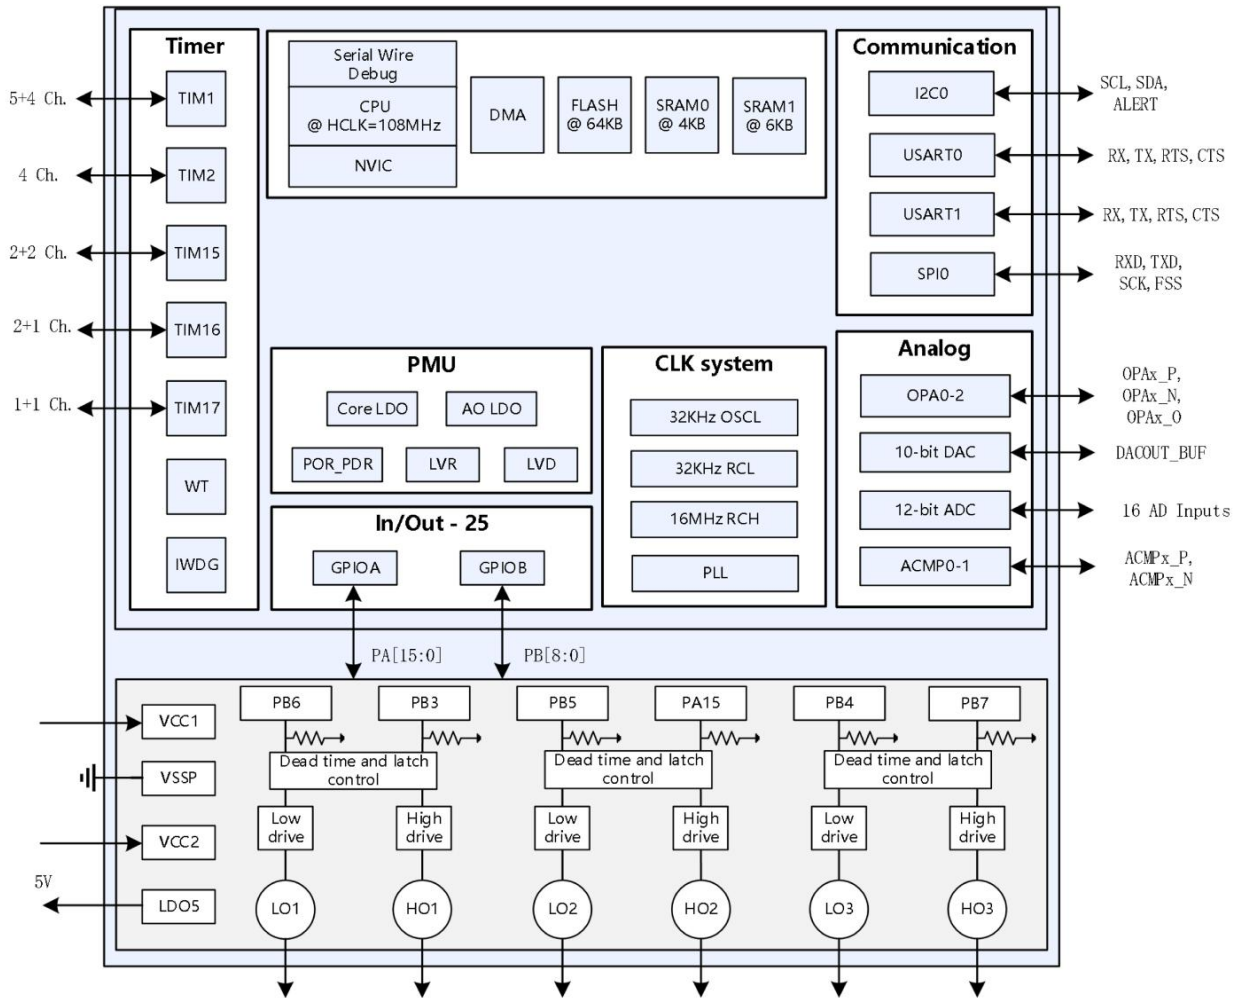 Timer
5+4 Ch.
TIM1
4 Ch.
TIM2
2+2 Ch.
TIM15
2+1 Ch.
TIM16
1+1 Ch.
TIM17
WT
IWDG
Serial Wire
Debug
CPU
@ HCLK=108MHz
NVIC
DMA
FLASH
@ 64KB
SRAM0
@ 4KB
SRAM1
@ 6KB
Communication
I2C0
SCL, SDA,
ALERT
USART0
RX, TX, RTS, CTS
USART1
RX, TX, RTS, CTS
SPI0
RXD, TXD,
SCK, FSS
PMU
Core LDO
AO LDO
POR_PDR
LVR
LVD
In/Out - 25
GPIOA
GPIOB
CLK system
32KHz OSCL
32KHz RCL
16MHz RCH
PLL
Analog
OPA0-2
OPAx_P,
OPAx_N,
OPAx_O
10-bit DAC
DACOUT_BUF
12-bit ADC
16 AD Inputs
ACMP0-1
ACMPx_P,
ACMPx_N
PA[15:0]
PB[8:0]
VCC1
VSSP
VCC2
5V
LDO5
PB6
PB3
PB5
PA15
PB4
PB7
Dead time and latch
control
Dead time and latch
control
Dead time and latch
control
Low
drive
High
drive
Low
drive
High
drive
Low
drive
High
drive
LO1
HO1
LO2
HO2
LO3
HO3